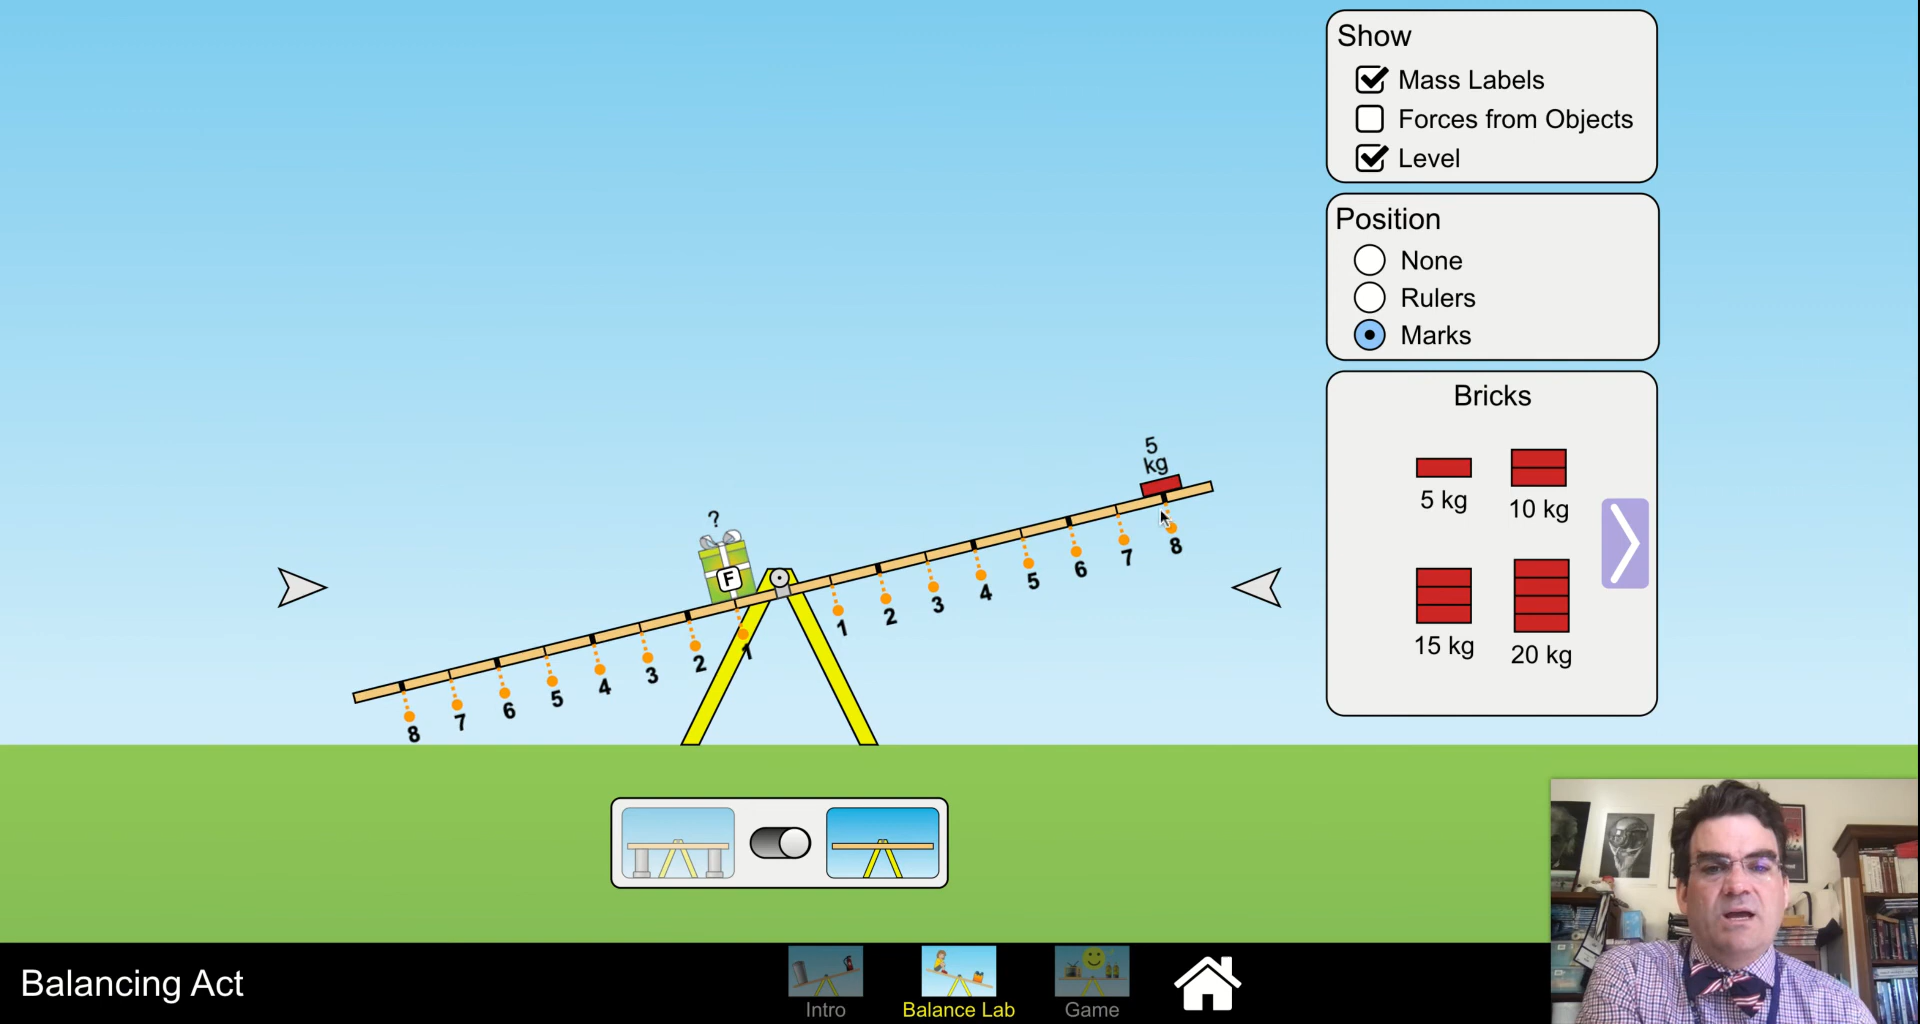 Show
Mass Labels
Forces from Objects
Level
Position
None
Rulers
Marks
Bricks
5 kg
10 kg
15 kg
20 kg
5
kg
?
F
8 7 6 5 4 3 2 1 1 2 3 4 5 6 7 8
Balancing Act
Intro
Balance Lab
Game